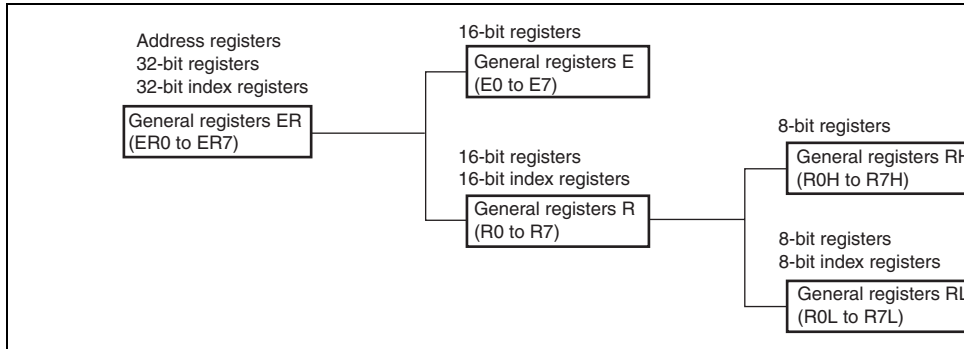 Address registers
32-bit registers
32-bit index registers
General registers ER
(ER0 to ER7)
16-bit registers
General registers E
(E0 to E7)
16-bit registers
16-bit index registers
General registers R
(R0 to R7)
8-bit registers
General registers RH
(R0H to R7H)
8-bit registers
8-bit index registers
General registers RL
(R0L to R7L)